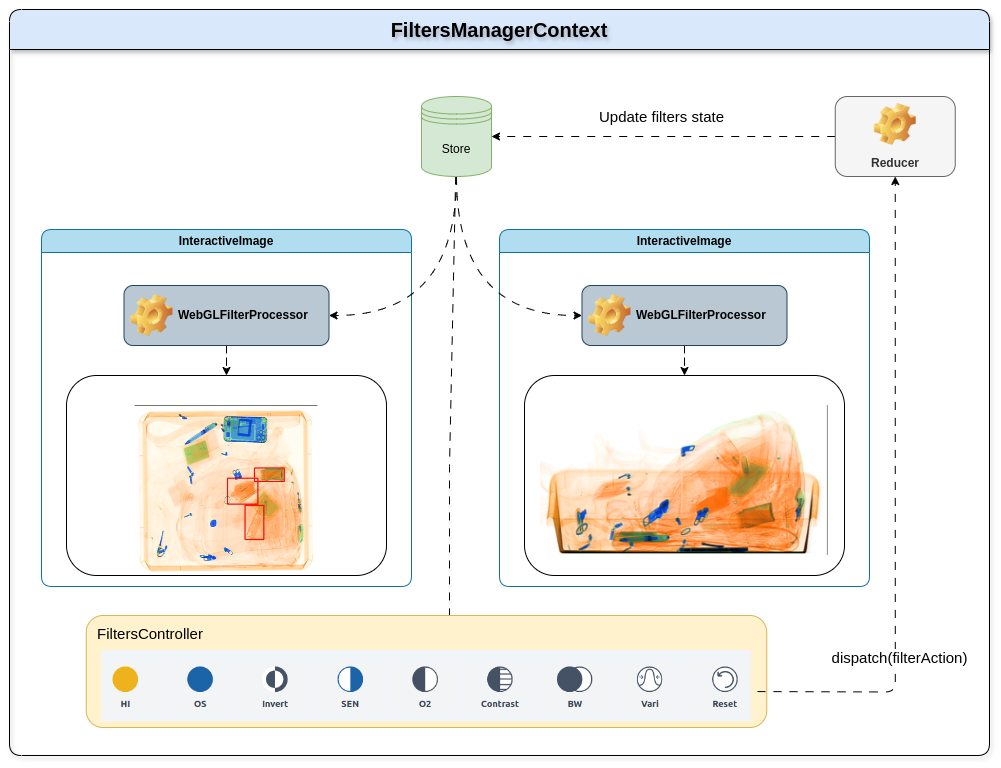 FiltersManagerContext
Update filters state
Store
Reducer
InteractiveImage
InteractiveImage
WebGLFilterProcessor
WebGLFilterProcessor
FiltersController
dispatch(filterAction)
HI
OS
Invert
SEN
O2
Contrast
BW
Vari
Reset